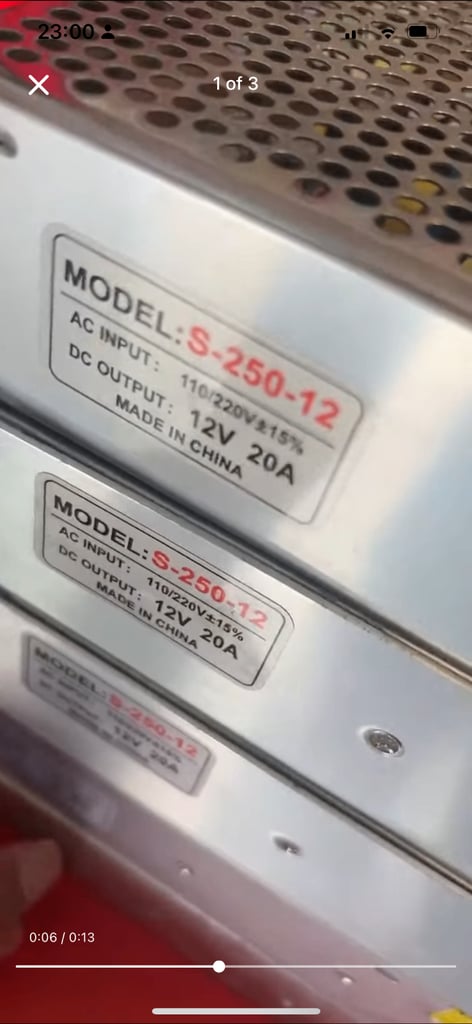 23:00
1 of 3
MODEL: S-250-12
AC INPUT: 110/220V±15%
DC OUTPUT: 12V 20A
MADE IN CHINA
MODEL: S-250-12
AC INPUT: 110/220V±15%
DC OUTPUT: 12V 20A
MADE IN CHINA
MODEL: S-250-12
12V 20A
0:06 / 0:13